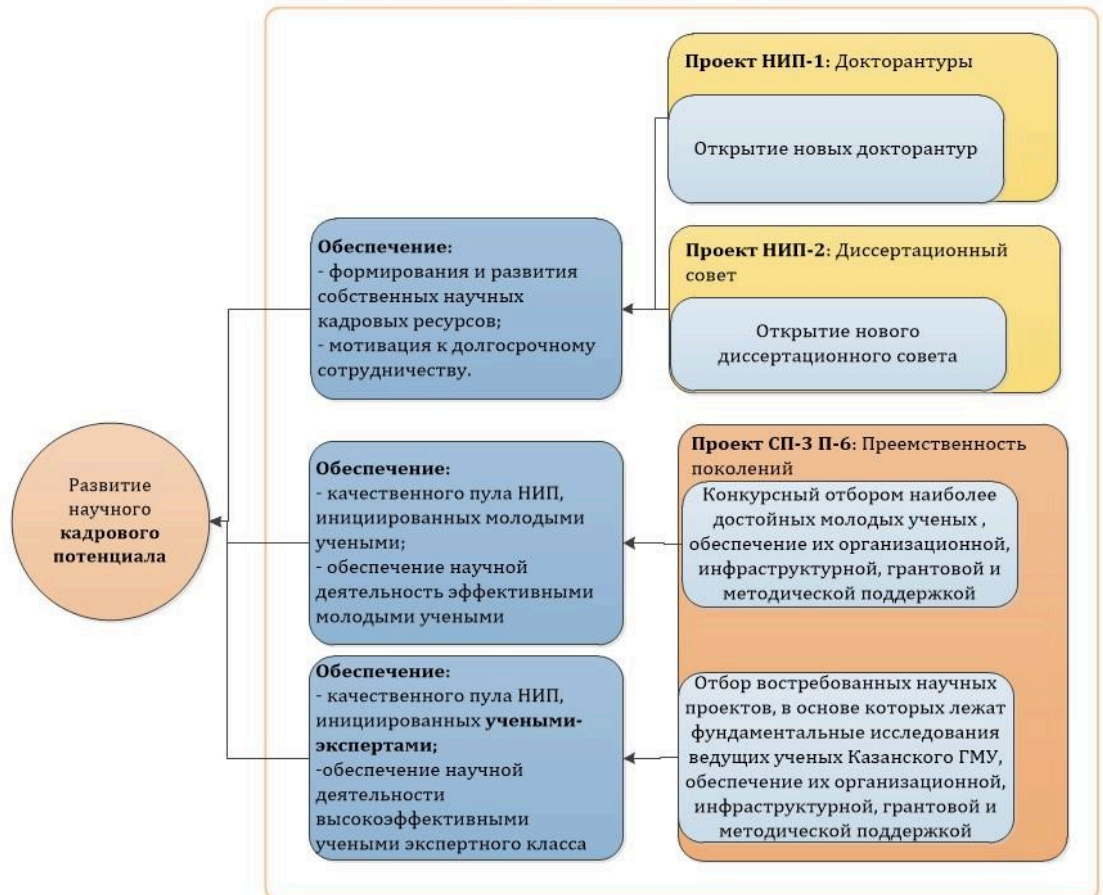 Проект НИП-1: Докторантуры
Открытие новых докторантур
Обеспечение:
- формирования и развития
собственных научных
кадровых ресурсов;
- мотивация к долгосрочному
сотрудничеству.
Проект НИП-2: Диссертационный
совет
Открытие нового
диссертационного совета
Развитие
научного
кадрового
потенциала
Обеспечение:
- качественного пула НИП,
инициированных молодыми
учеными;
- обеспечение научной
деятельность эффективными
молодыми учеными
Проект СП-3 П-6: Преемственность
поколений
Конкурсный отбором наиболее
достойных молодых ученых ,
обеспечение их организационной,
инфраструктурной, грантовой и
методической поддержкой
Обеспечение:
- качественного пула НИП,
инициированных учеными-
экспертами;
-обеспечение научной
деятельности
высокоэффективными
учеными экспертного класса
Отбор востребованных научных
проектов, в основе которых лежат
фундаментальные исследования
ведущих ученых Казанского ГМУ,
обеспечение их организационной,
инфраструктурной, грантовой и
методической поддержкой